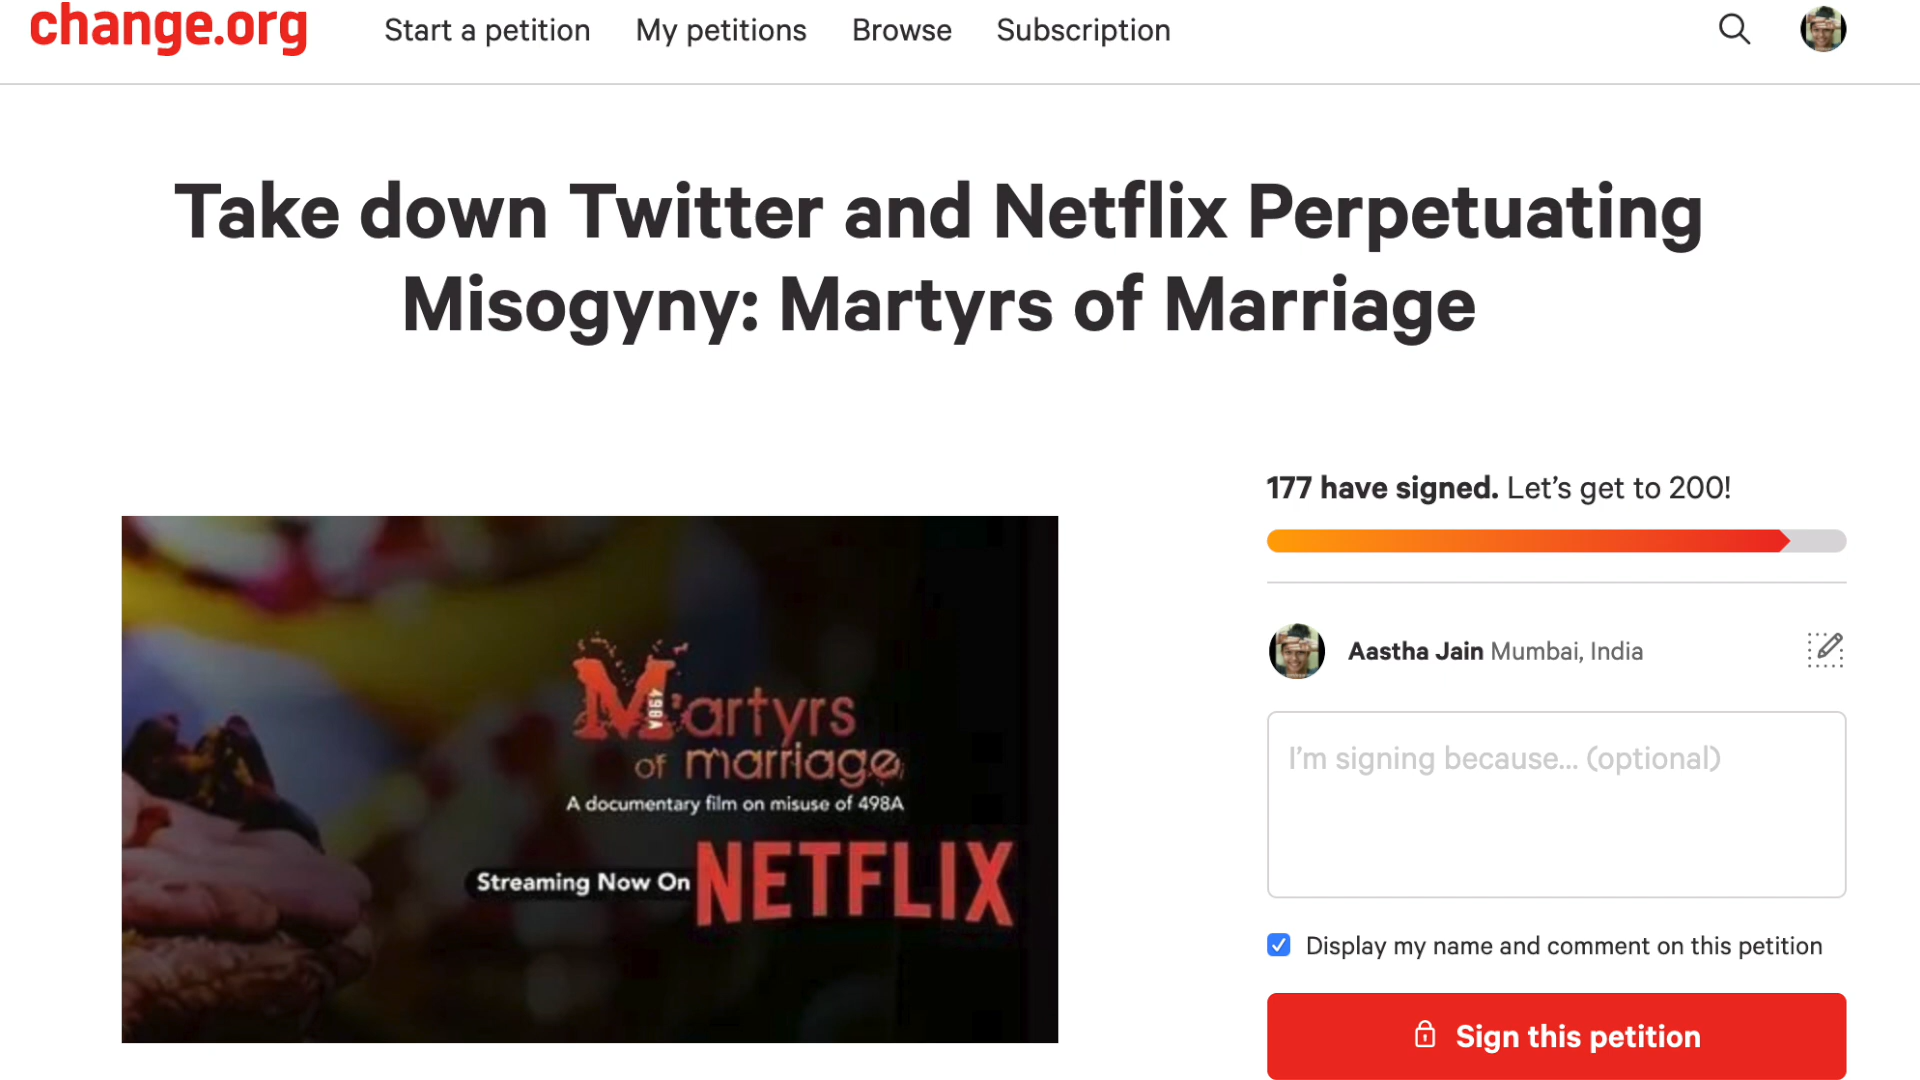 change.org
Start a petition
My petitions
Browse
Subscription
Take down Twitter and Netflix Perpetuating
Misogyny: Martyrs of Marriage
177 have signed. Let’s get to 200!
Aastha Jain Mumbai, India
I’m signing because... (optional)
Display my name and comment on this petition
Sign this petition
Martyrs
498A
of marriage
A documentary film on misuse of 498A
Streaming Now On NETFLIX